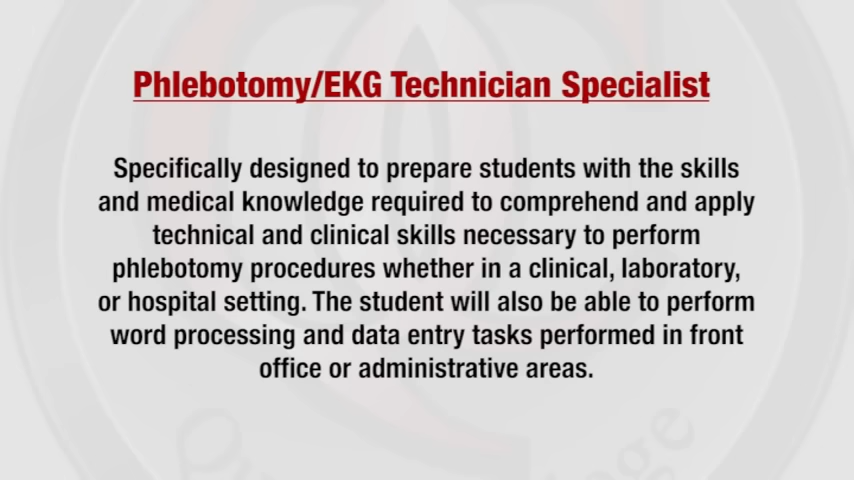 Phlebotomy/EKG Technician Specialist
Specifically designed to prepare students with the skills
and medical knowledge required to comprehend and apply
technical and clinical skills necessary to perform
phlebotomy procedures whether in a clinical, laboratory,
or hospital setting. The student will also be able to perform
word processing and data entry tasks performed in front
office or administrative areas.